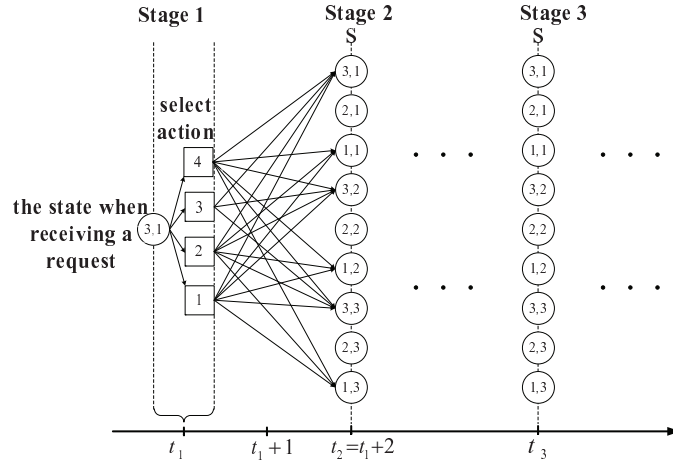 Stage 1
Stage 2
Stage 3
S
S
select
action
the state when
receiving a
request
3,1
4
3
2
1
3,1
2,1
1,1
3,2
2,2
1,2
3,3
2,3
1,3
. . .
. . .
3,1
2,1
1,1
3,2
2,2
1,2
3,3
2,3
1,3
. . .
. . .
t₁
t₁+1
t₂=t₁+2
t₃